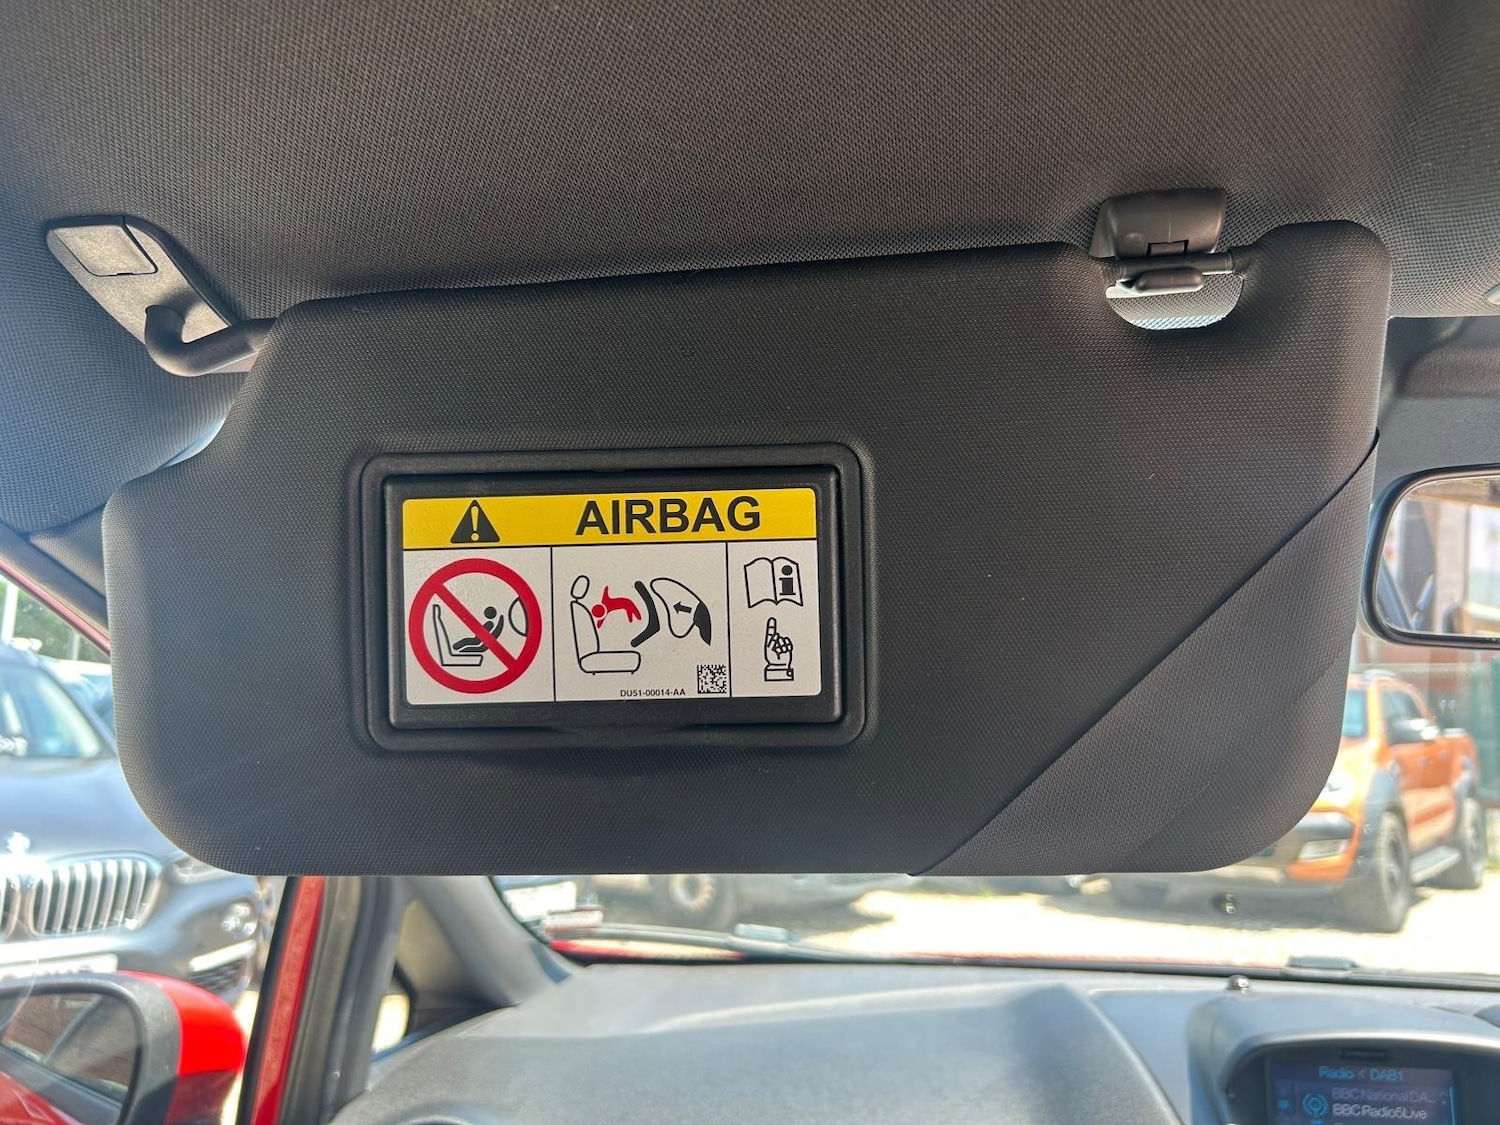 AIRBAG
i
DU51-00014-AA
Radio < DAB1
BBC National DA...
BBC Radio5Live